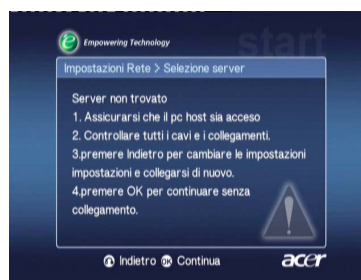 start
Empowering Technology
Impostazioni Rete > Selezione server
Server non trovato
1. Assicurarsi che il pc host sia acceso
2. Controllare tutti i cavi e i collegamenti.
3.premere Indietro per cambiare le impostazioni
impostazioni e collegarsi di nuovo.
4.premere OK per continuare senza
collegamento.
Indietro OK Continua
acer